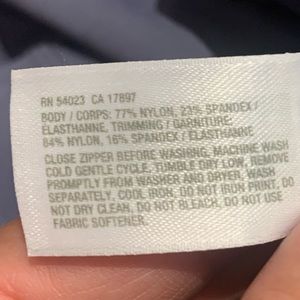 RN 54023 CA 17897
BODY / CORPS: 77% NYLON, 23% SPANDEX /
ELASTHANNE, TRIMMING / GARNITURE:
84% NYLON, 16% SPANDEX / ELASTHANNE
CLOSE ZIPPER BEFORE WASHING, MACHINE WASH
COLD GENTLE CYCLE, TUMBLE DRY LOW, REMOVE
PROMPTLY FROM WASHER AND DRYER, WASH
SEPARATELY, COOL IRON, DO NOT IRON PRINT, DO
NOT DRY CLEAN, DO NOT BLEACH, DO NOT USE
FABRIC SOFTENER.